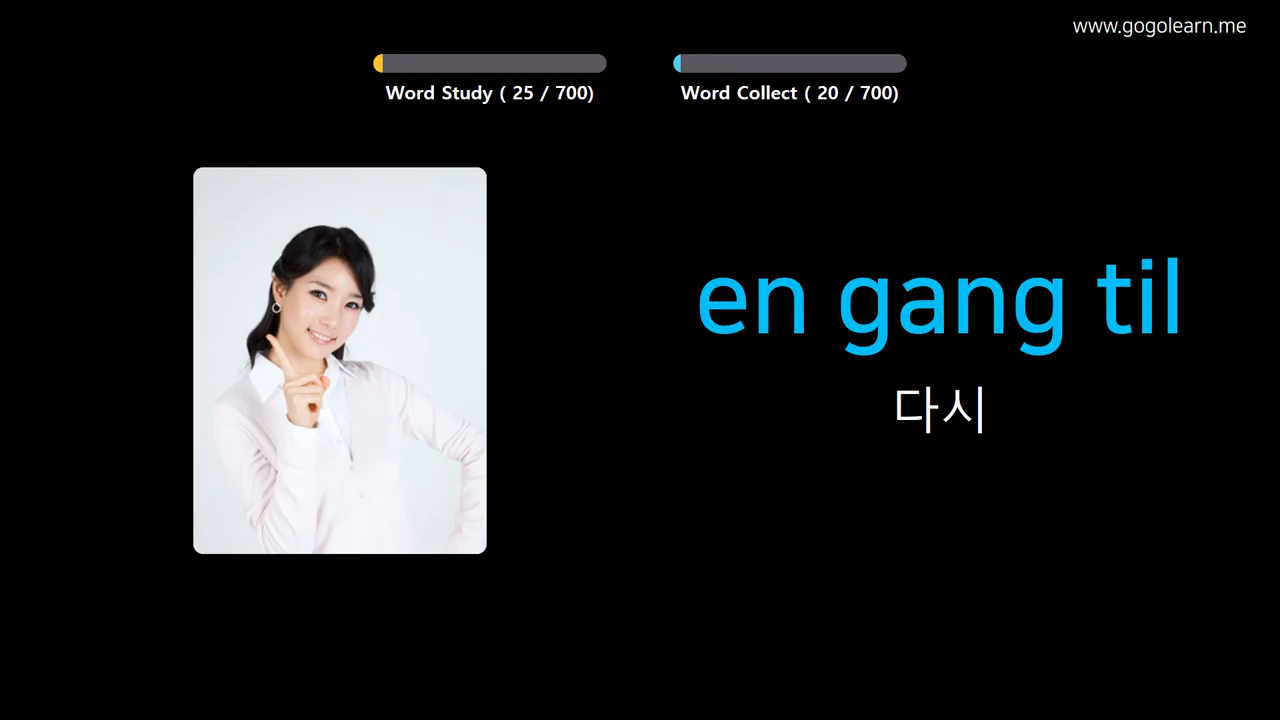 www.gogolearn.me
Word Study ( 25 / 700)
Word Collect ( 20 / 700)
en gang til
다시